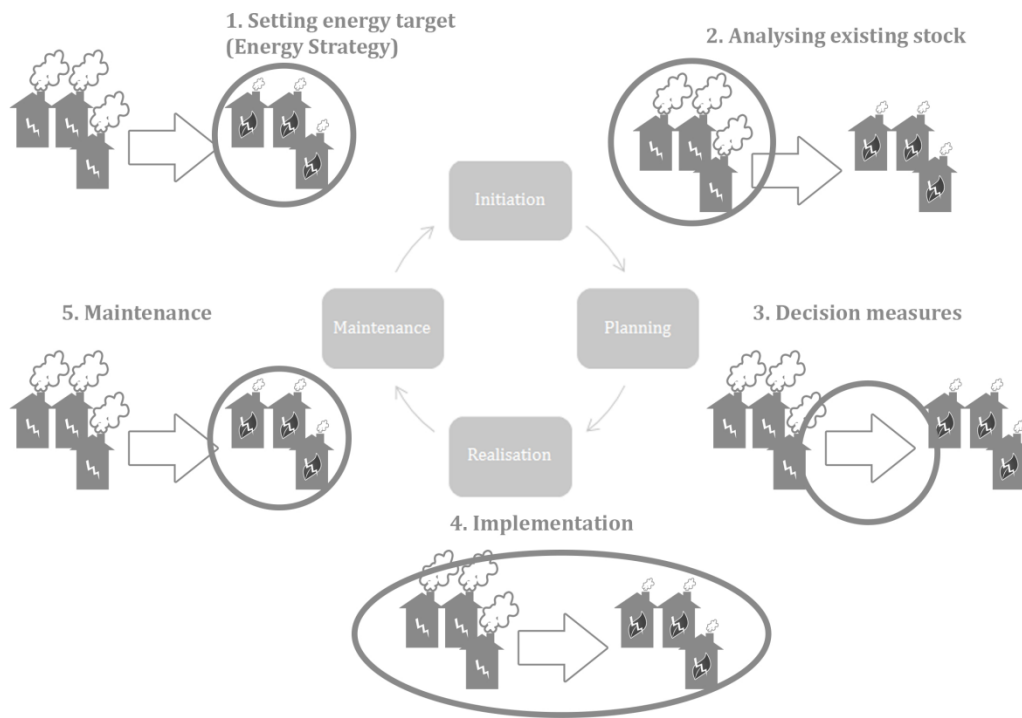 1. Setting energy target
(Energy Strategy)
2. Analysing existing stock
Initiation
5. Maintenance
Maintenance
Planning
3. Decision measures
Realisation
4. Implementation